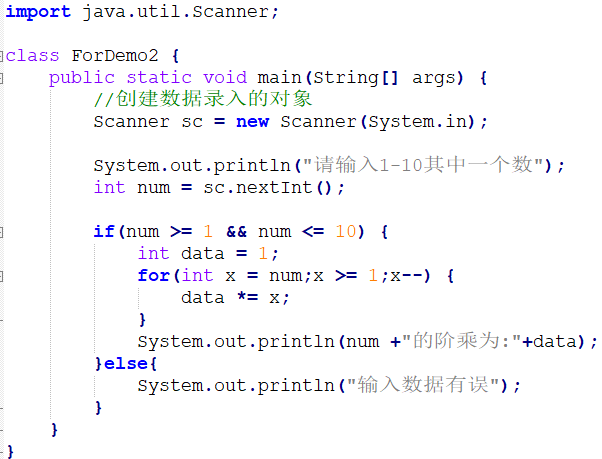 import java.util.Scanner;
class ForDemo2 {
public static void main(String[] args) {
//创建数据录入的对象
Scanner sc = new Scanner(System.in);
System.out.println("请输入1-10其中一个数");
int num = sc.nextInt();
if(num >= 1 && num <= 10) {
int data = 1;
for(int x = num;x >= 1;x--) {
data *= x;
}
System.out.println(num +"的阶乘为:"+data);
}else{
System.out.println("输入数据有误");
}
}
}